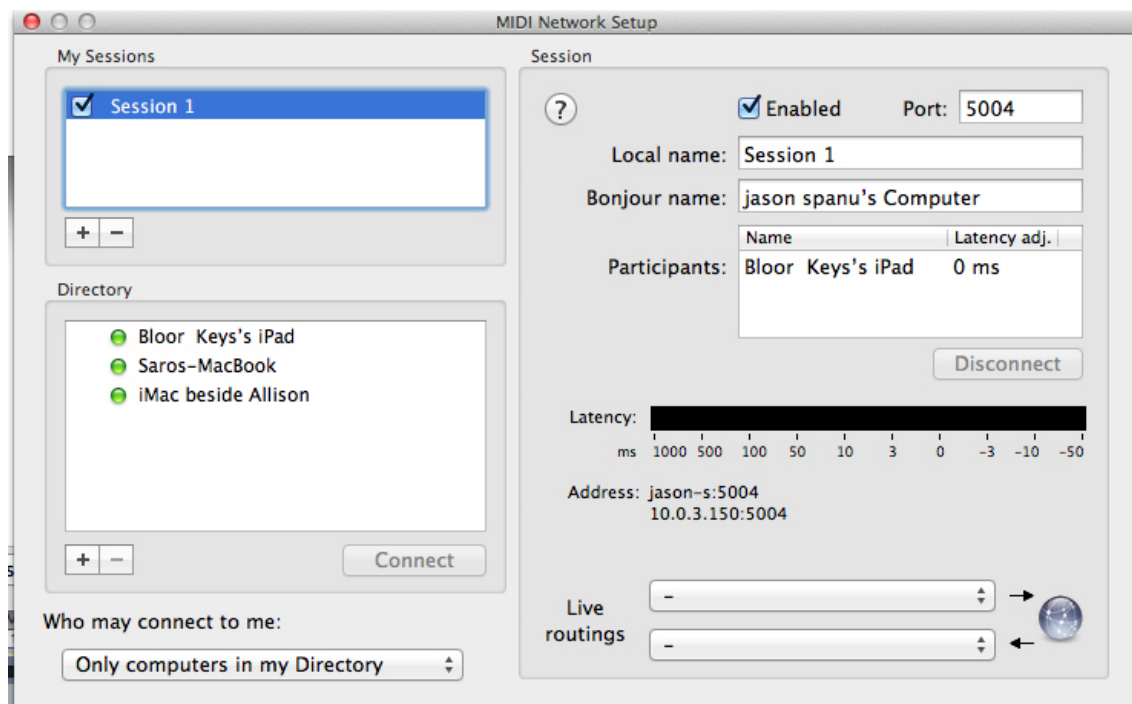 MIDI Network Setup
My Sessions
Session 1
+ −
Directory
Bloor Keys's iPad
Saros-MacBook
iMac beside Allison
+ −
Connect
Who may connect to me:
Only computers in my Directory
Session
?
Enabled
Port: 5004
Local name: Session 1
Bonjour name: jason spanu's Computer
Name Latency adj.
Participants: Bloor Keys's iPad 0 ms
Disconnect
Latency:
ms 1000 500 100 50 10 3 0 -3 -10 -50
Address: jason-s:5004
10.0.3.150:5004
Live
routings
–
–